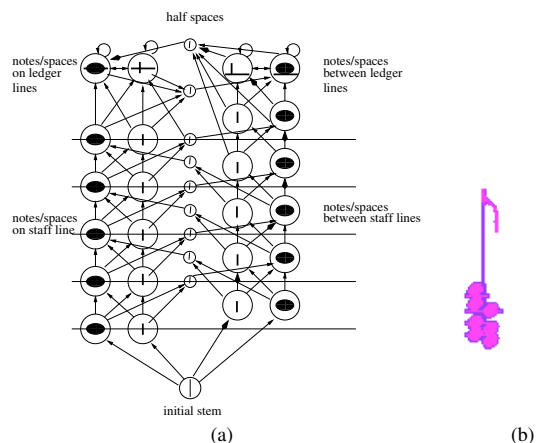 half spaces
notes/spaces
on ledger
lines
notes/spaces
between ledger
lines
notes/spaces
on staff line
notes/spaces
between staff lines
initial stem
(a)
(b)